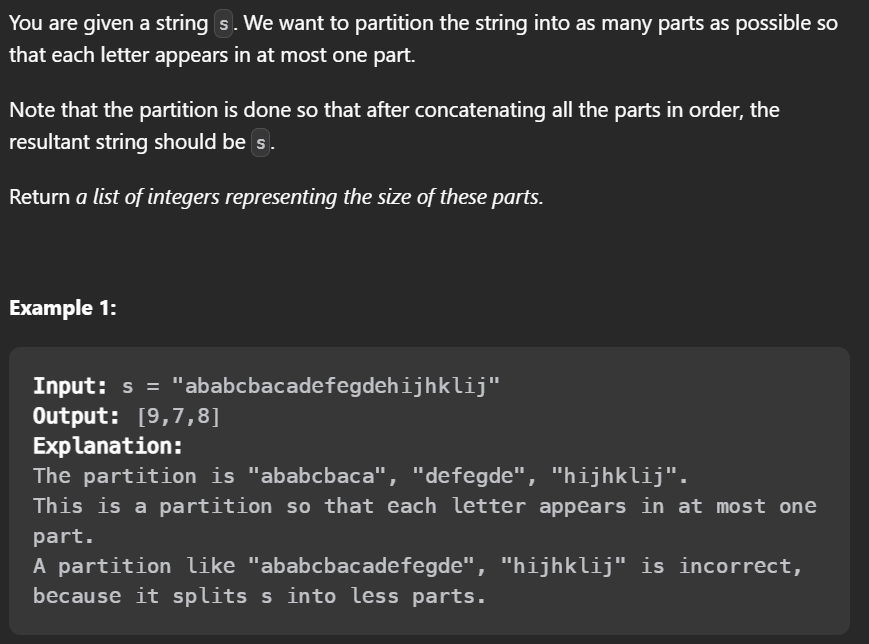 You are given a string s. We want to partition the string into as many parts as possible so
that each letter appears in at most one part.
Note that the partition is done so that after concatenating all the parts in order, the
resultant string should be s.
Return a list of integers representing the size of these parts.
Example 1:
Input: s = "ababcbacadefegdehijhklij"
Output: [9,7,8]
Explanation:
The partition is "ababcbaca", "defegde", "hijhklij".
This is a partition so that each letter appears in at most one
part.
A partition like "ababcbacadefegde", "hijhklij" is incorrect,
because it splits s into less parts.